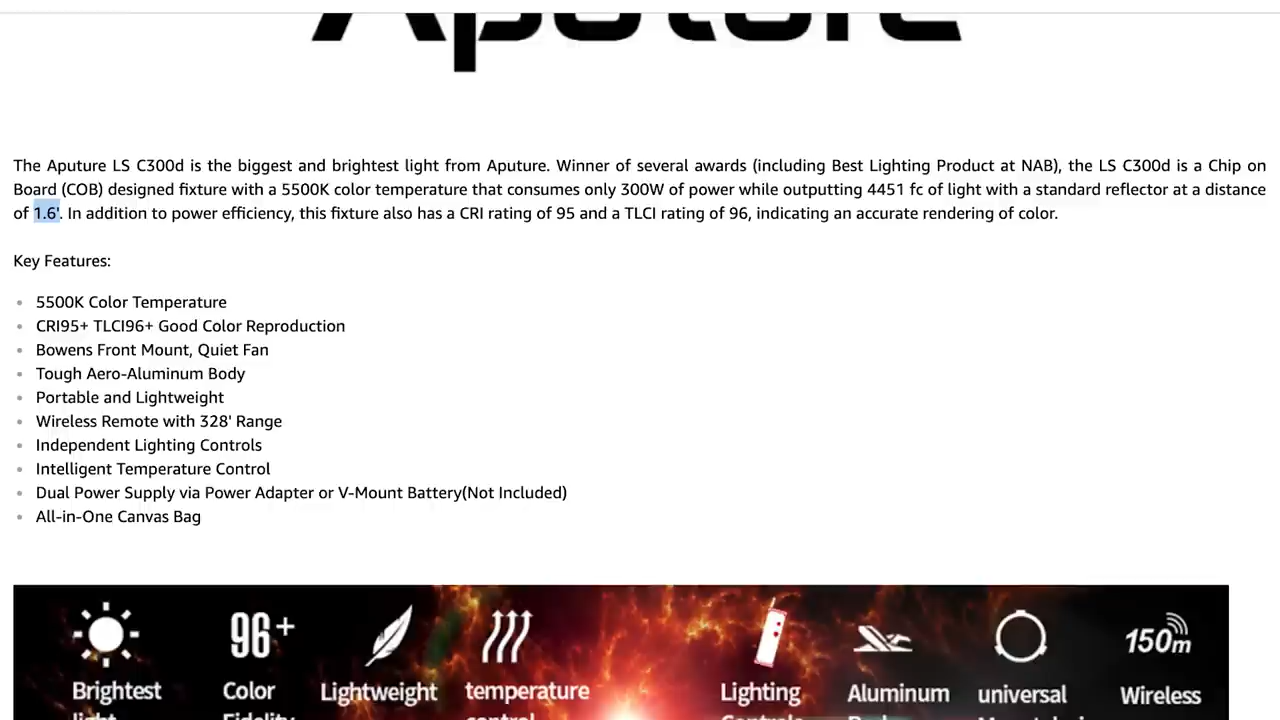 Aputure
The Aputure LS C300d is the biggest and brightest light from Aputure. Winner of several awards (including Best Lighting Product at NAB), the LS C300d is a Chip on
Board (COB) designed fixture with a 5500K color temperature that consumes only 300W of power while outputting 4451 fc of light with a standard reflector at a distance
of 1.6'. In addition to power efficiency, this fixture also has a CRI rating of 95 and a TLCI rating of 96, indicating an accurate rendering of color.
Key Features:
5500K Color Temperature
CRI95+ TLCI96+ Good Color Reproduction
Bowens Front Mount, Quiet Fan
Tough Aero-Aluminum Body
Portable and Lightweight
Wireless Remote with 328' Range
Independent Lighting Controls
Intelligent Temperature Control
Dual Power Supply via Power Adapter or V-Mount Battery(Not Included)
All-in-One Canvas Bag
96+ 150m
Brightest Color Lightweight temperature Lighting Aluminum universal Wireless
light Fidelity control Controls Body